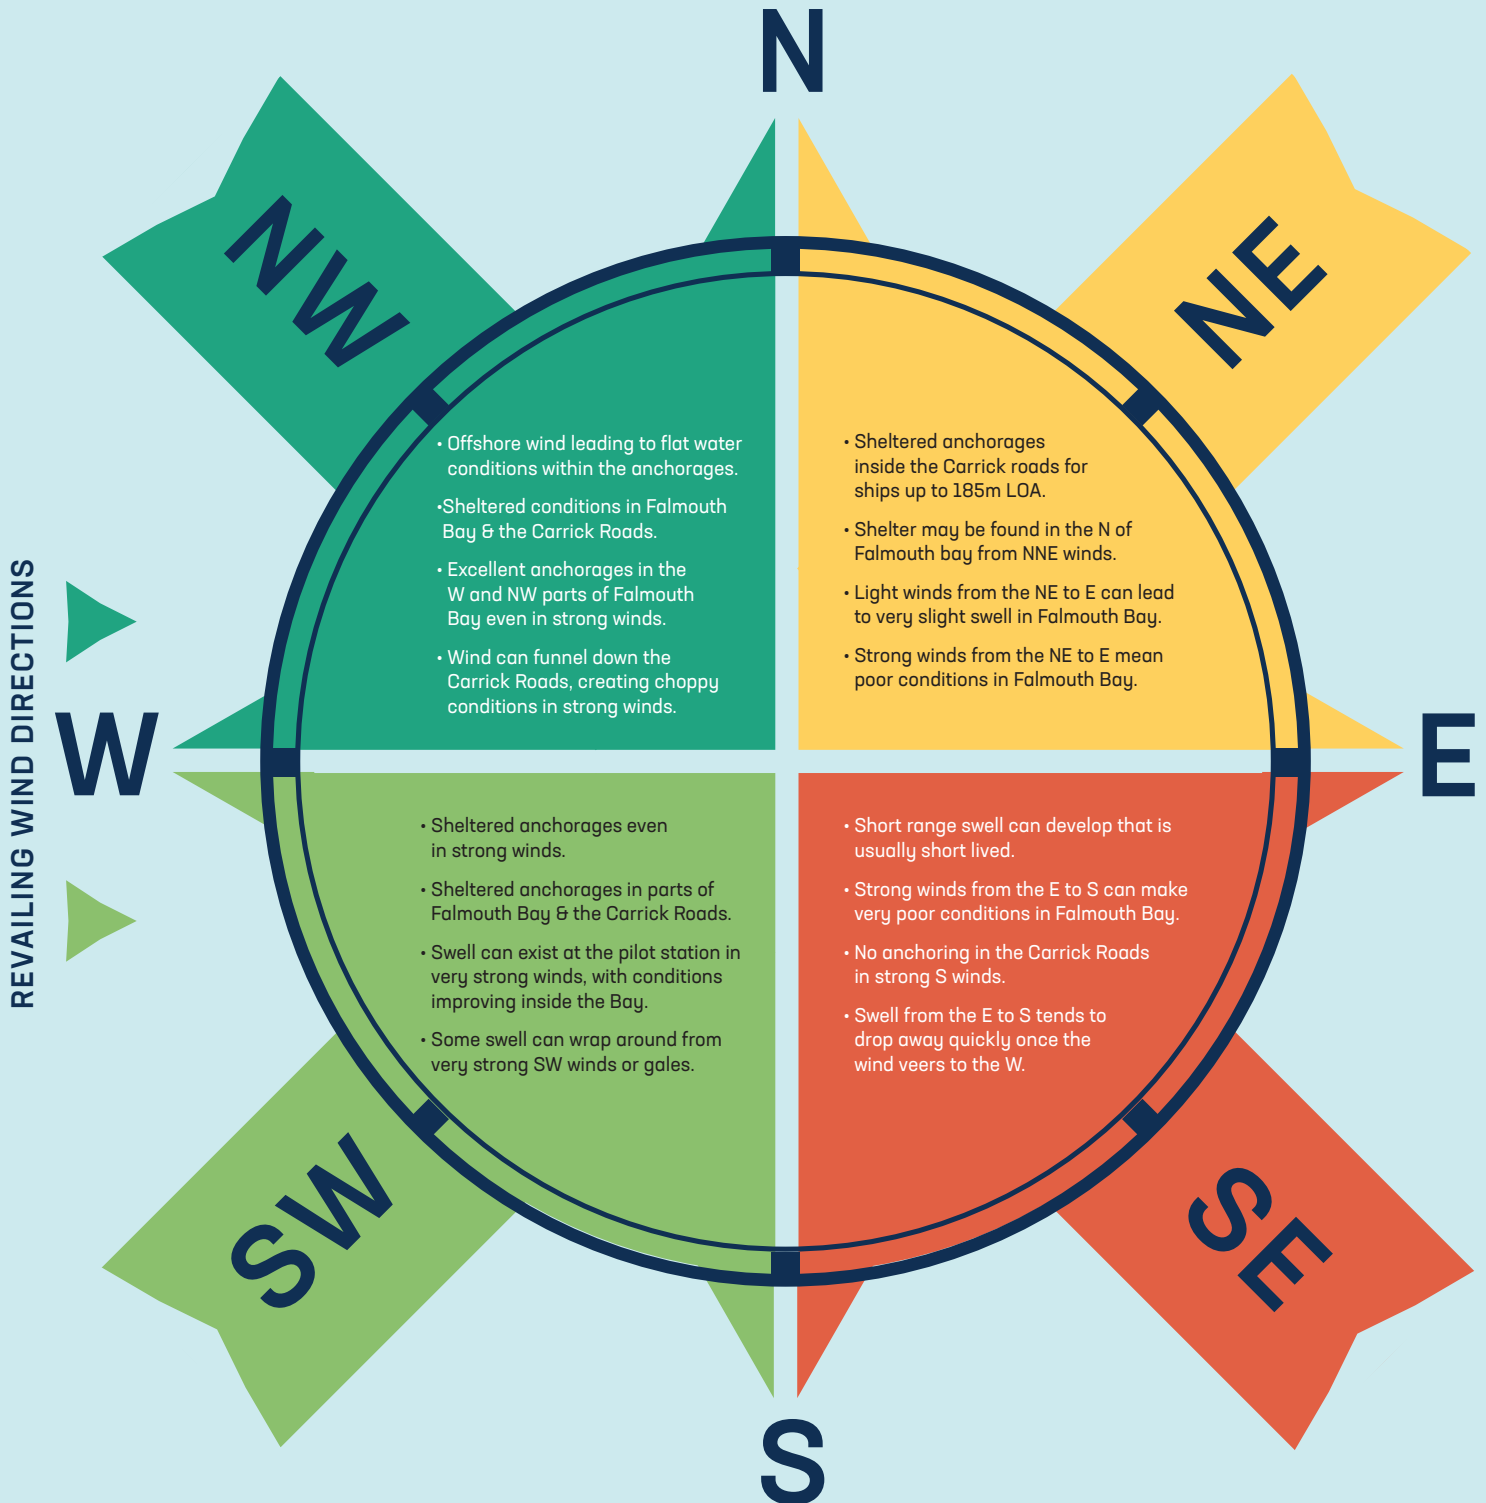 N
NW
NE
• Offshore wind leading to flat water
conditions within the anchorages.
•Sheltered conditions in Falmouth
Bay & the Carrick Roads.
• Excellent anchorages in the
W and NW parts of Falmouth
Bay even in strong winds.
• Wind can funnel down the
Carrick Roads, creating choppy
conditions in strong winds.
• Sheltered anchorages
inside the Carrick roads for
ships up to 185m LOA.
• Shelter may be found in the N of
Falmouth bay from NNE winds.
• Light winds from the NE to E can lead
to very slight swell in Falmouth Bay.
• Strong winds from the NE to E mean
poor conditions in Falmouth Bay.
REVAILING WIND DIRECTIONS
W
E
• Sheltered anchorages even
in strong winds.
• Sheltered anchorages in parts of
Falmouth Bay & the Carrick Roads.
• Swell can exist at the pilot station in
very strong winds, with conditions
improving inside the Bay.
• Some swell can wrap around from
very strong SW winds or gales.
• Short range swell can develop that is
usually short lived.
• Strong winds from the E to S can make
very poor conditions in Falmouth Bay.
• No anchoring in the Carrick Roads
in strong S winds.
• Swell from the E to S tends to
drop away quickly once the
wind veers to the W.
SW
SE
S